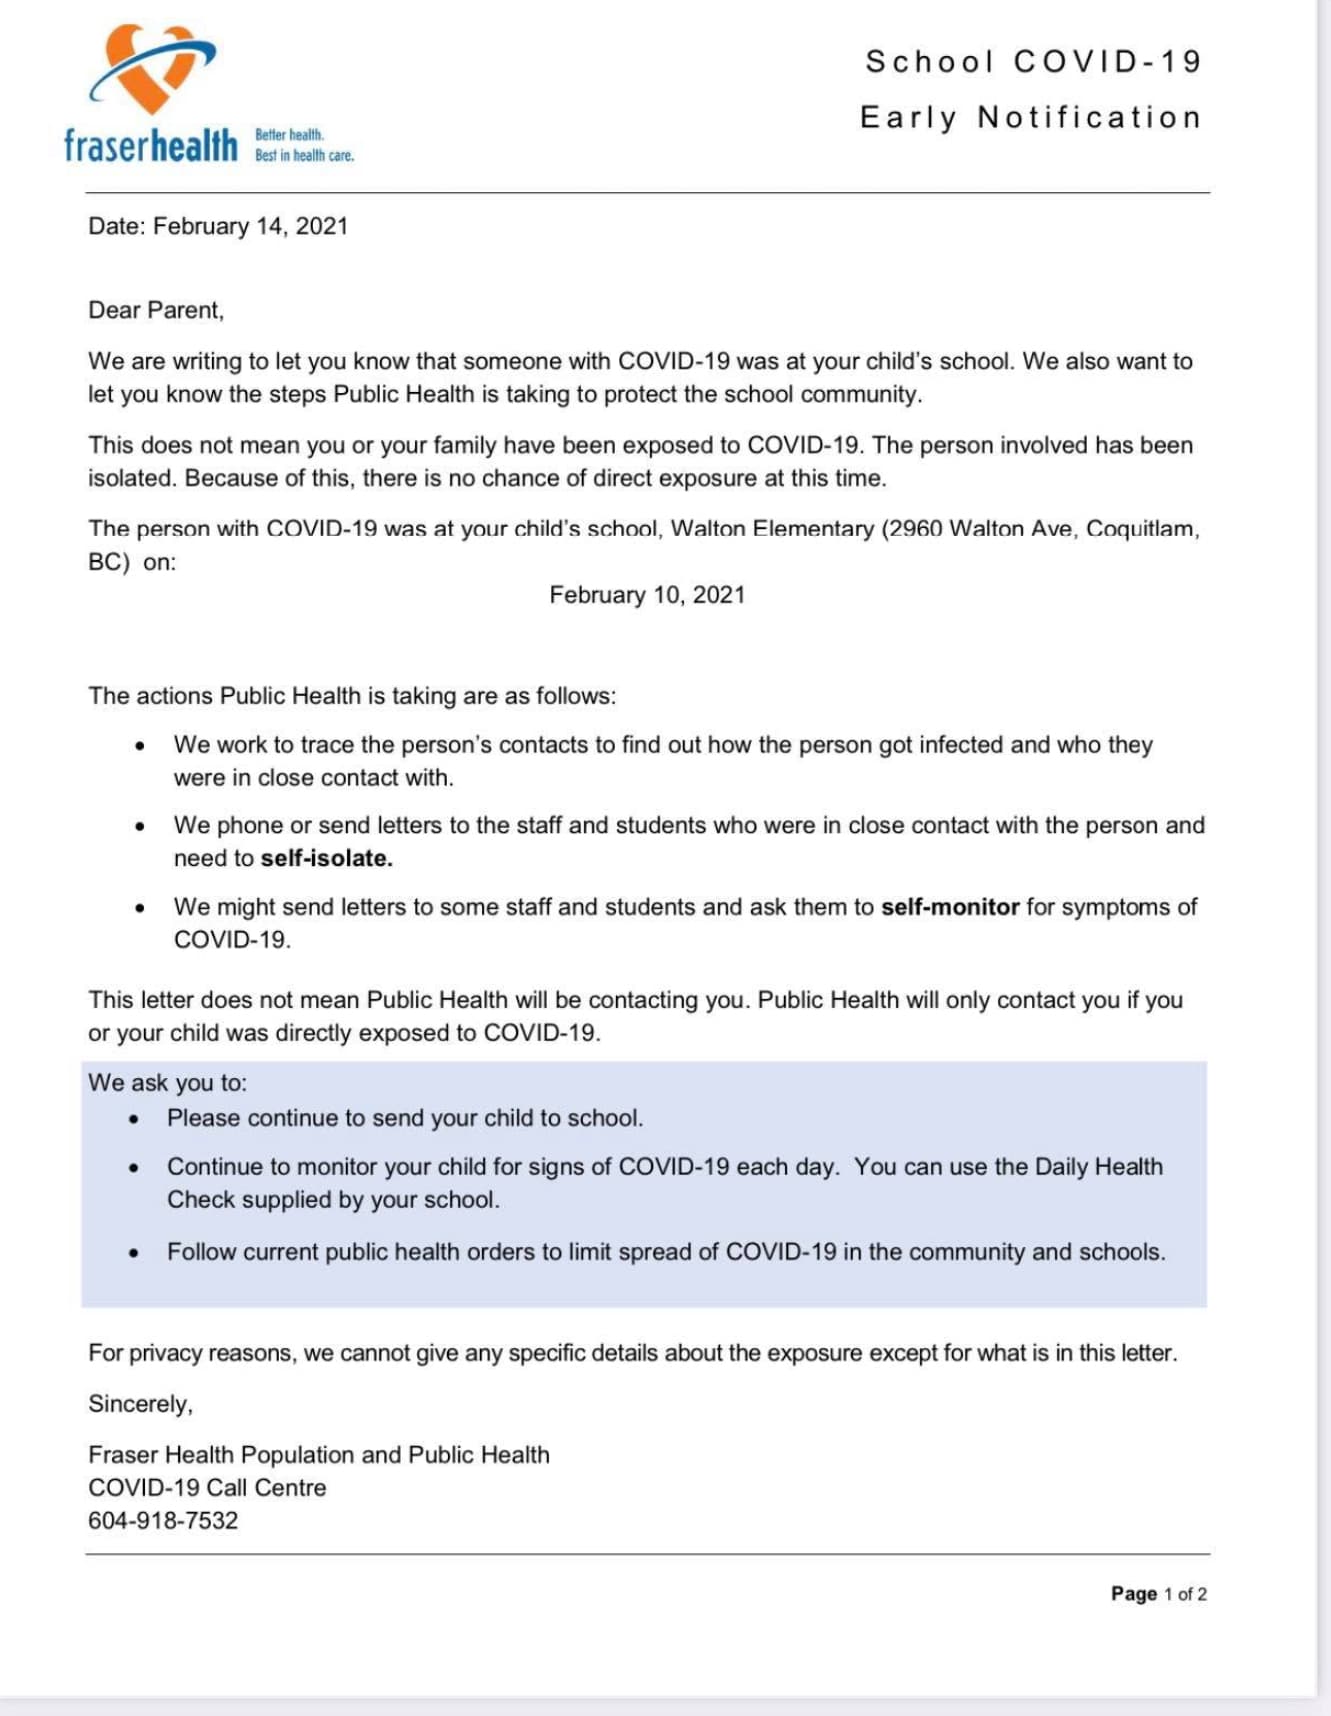 School COVID-19
Early Notification
fraserhealth
Better health.
Best in health care.
Date: February 14, 2021
Dear Parent,
We are writing to let you know that someone with COVID-19 was at your child's school. We also want to
let you know the steps Public Health is taking to protect the school community.
This does not mean you or your family have been exposed to COVID-19. The person involved has been
isolated. Because of this, there is no chance of direct exposure at this time.
The person with COVID-19 was at your child's school, Walton Elementary (2960 Walton Ave, Coquitlam,
BC) on:
February 10, 2021
The actions Public Health is taking are as follows:
• We work to trace the person's contacts to find out how the person got infected and who they
were in close contact with.
• We phone or send letters to the staff and students who were in close contact with the person and
need to self-isolate.
• We might send letters to some staff and students and ask them to self-monitor for symptoms of
COVID-19.
This letter does not mean Public Health will be contacting you. Public Health will only contact you if you
or your child was directly exposed to COVID-19.
We ask you to:
• Please continue to send your child to school.
• Continue to monitor your child for signs of COVID-19 each day. You can use the Daily Health
Check supplied by your school.
• Follow current public health orders to limit spread of COVID-19 in the community and schools.
For privacy reasons, we cannot give any specific details about the exposure except for what is in this letter.
Sincerely,
Fraser Health Population and Public Health
COVID-19 Call Centre
604-918-7532
Page 1 of 2